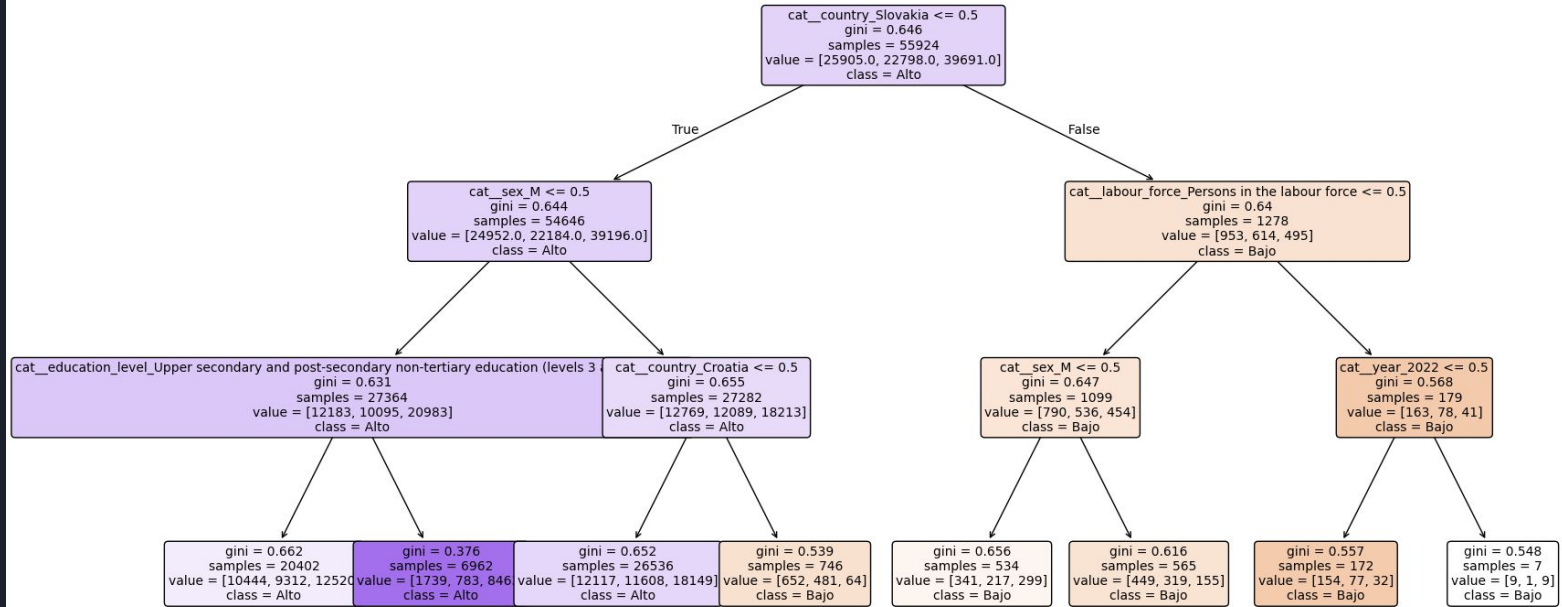 cat__country_Slovakia <= 0.5
gini = 0.646
samples = 55924
value = [25905.0, 22798.0, 39691.0]
class = Alto
True
False
cat__sex_M <= 0.5
gini = 0.644
samples = 54646
value = [24952.0, 22184.0, 39196.0]
class = Alto
cat__labour_force_Persons in the labour force <= 0.5
gini = 0.64
samples = 1278
value = [953, 614, 495]
class = Bajo
cat__education_level_Upper secondary and post-secondary non-tertiary education (levels 3
gini = 0.631
samples = 27364
value = [12183, 10095, 20983]
class = Alto
cat__country_Croatia <= 0.5
gini = 0.655
samples = 27282
value = [12769, 12089, 18213]
class = Alto
cat__sex_M <= 0.5
gini = 0.647
samples = 1099
value = [790, 536, 454]
class = Bajo
cat__year_2022 <= 0.5
gini = 0.568
samples = 179
value = [163, 78, 41]
class = Bajo
gini = 0.662
samples = 20402
value = [10444, 9312, 12520
class = Alto
gini = 0.376
samples = 6962
value = [1739, 783, 846
class = Alto
gini = 0.652
samples = 26536
value = [12117, 11608, 18149]
class = Alto
gini = 0.539
samples = 746
value = [652, 481, 64]
class = Bajo
gini = 0.656
samples = 534
value = [341, 217, 299]
class = Bajo
gini = 0.616
samples = 565
value = [449, 319, 155]
class = Bajo
gini = 0.557
samples = 172
value = [154, 77, 32]
class = Bajo
gini = 0.548
samples = 7
value = [9, 1, 9]
class = Bajo